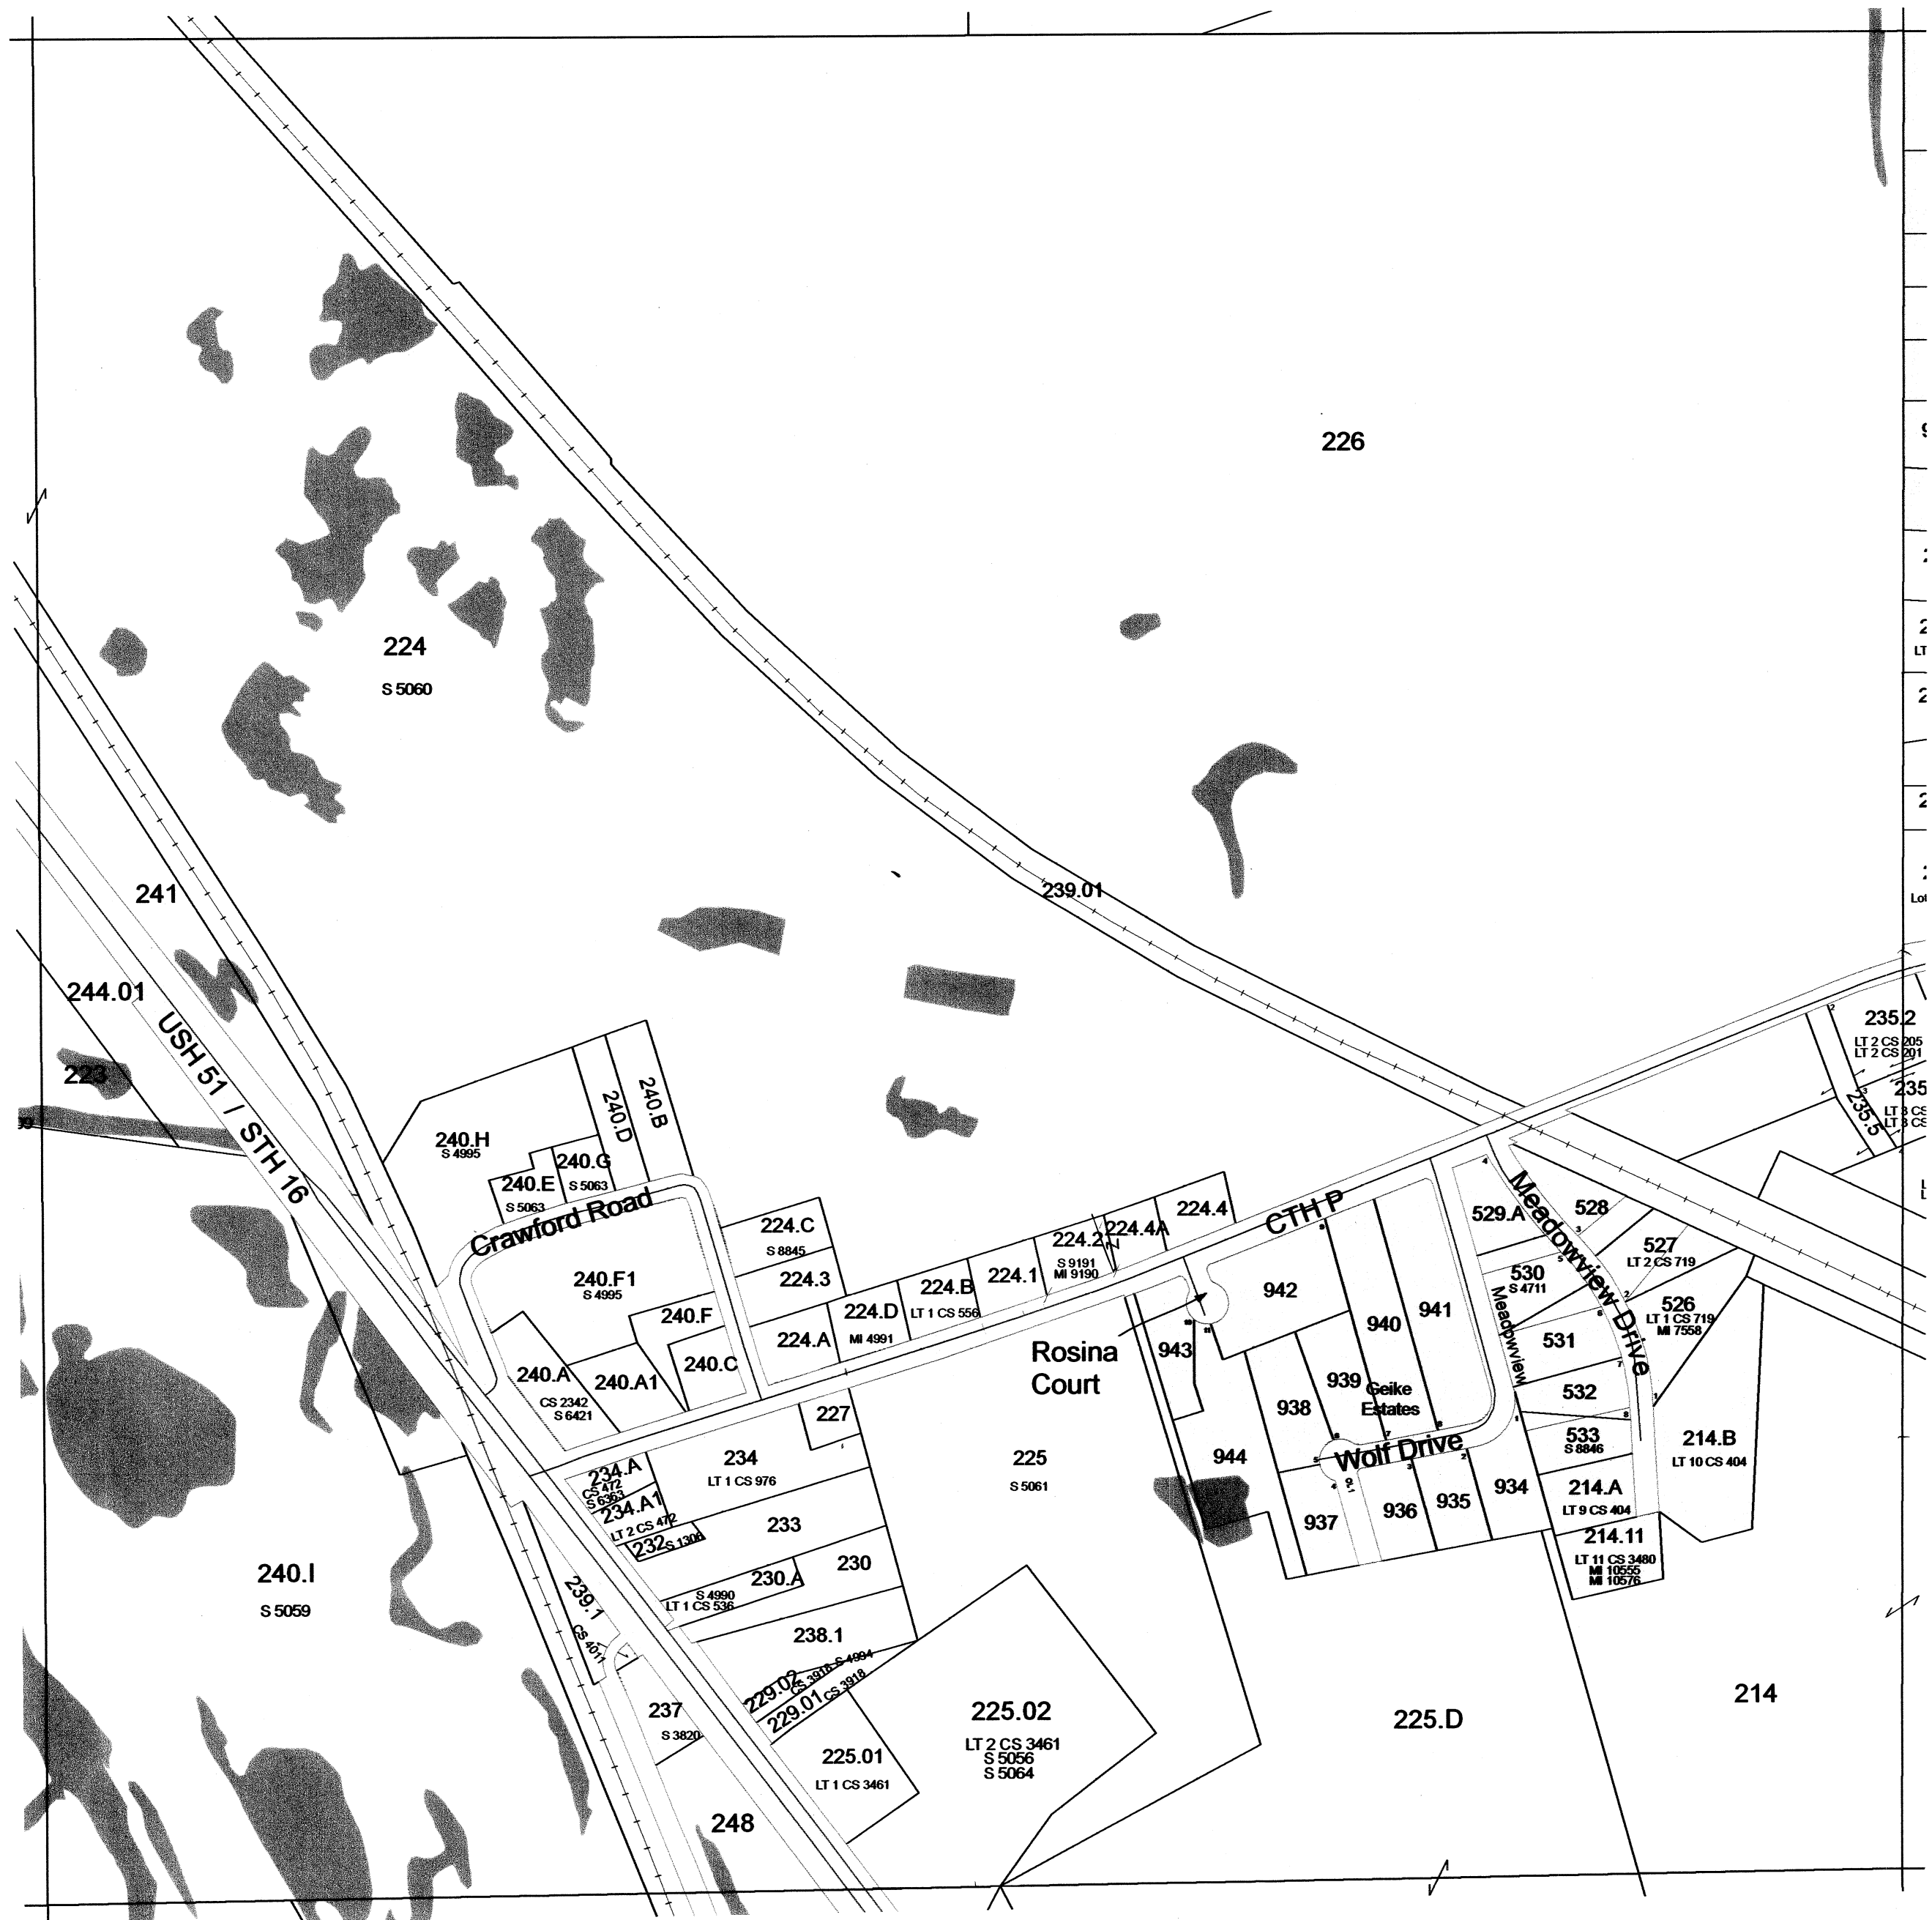 226
224
S 5060
239.01
241
244.01
223
USH 51 / STH 16
240.H
S 4995
240.D
240.B
240.G
S 5063
240.E
S 5063
Crawford Road
240.F1
S 4995
240.F
240.C
240.A
CS 2342
S 6421
240.A1
224.C
S 8845
224.3
224.A
224.D
MI 4991
224.B
LT 1 CS 556
224.1
224.2
S 9191
MI 9190
224.4A
224.4
CTH P
Rosina
Court
942
943
944
940
941
939
938
Geike
Estates
Wolf Drive
937
936
935
934
Meadowview
Meadowview Drive
529.A
528
527
LT 2 CS 719
530
S 4711
526
LT 1 CS 719
MI 7558
531
532
533
S 8846
214.A
LT 9 CS 404
214.B
LT 10 CS 404
214.11
LT 11 CS 3480
MI 10555
MI 10576
235.2
LT 2 CS 205
LT 2 CS 201
235
235.5
227
234
LT 1 CS 976
234.A
CS 472
S 6363
234.A1
LT 2 CS 472
232
S 1306
233
230
230.A
S 4990
LT 1 CS 536
225
S 5061
238.1
229.02
CS 3918 S 4994
229.01
CS 3918
239.1
CS 4011
237
S 3820
225.01
LT 1 CS 3461
225.02
LT 2 CS 3461
S 5056
S 5064
225.D
214
240.I
S 5059
248